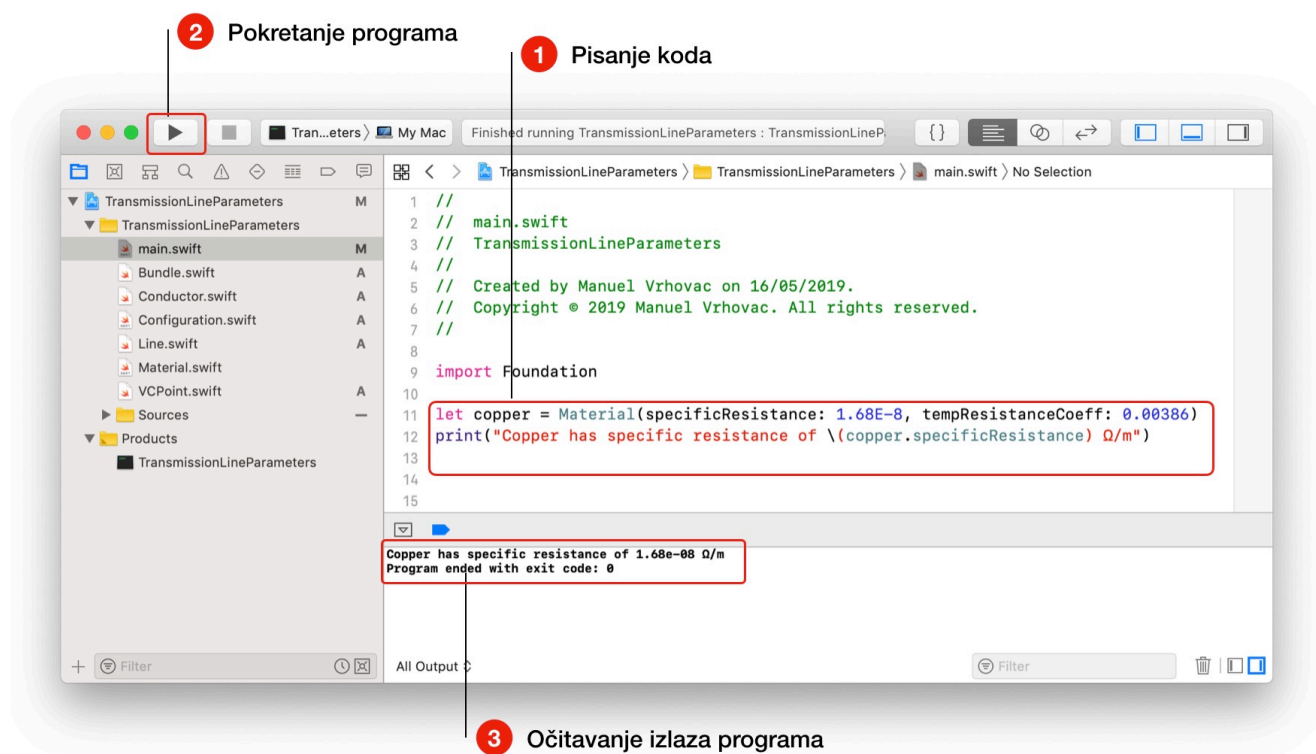 2 Pokretanje programa
1 Pisanje koda
Tran...eters 〉 My Mac
Finished running TransmissionLineParameters : TransmissionLineP
{}
TransmissionLineParameters 〉 TransmissionLineParameters 〉 main.swift 〉 No Selection
TransmissionLineParameters M
TransmissionLineParameters
main.swift M
Bundle.swift A
Conductor.swift A
Configuration.swift A
Line.swift A
Material.swift
VCPoint.swift A
Sources —
Products
TransmissionLineParameters
1 //
2 //  main.swift
3 //  TransmissionLineParameters
4 //
5 //  Created by Manuel Vrhovac on 16/05/2019.
6 //  Copyright © 2019 Manuel Vrhovac. All rights reserved.
7 //
8
9 import Foundation
10
11 let copper = Material(specificResistance: 1.68E-8, tempResistanceCoeff: 0.00386)
12 print("Copper has specific resistance of \(copper.specificResistance) Ω/m")
13
14
15
Copper has specific resistance of 1.68e-08 Ω/m
Program ended with exit code: 0
Filter
All Output
Filter
3 Očitavanje izlaza programa